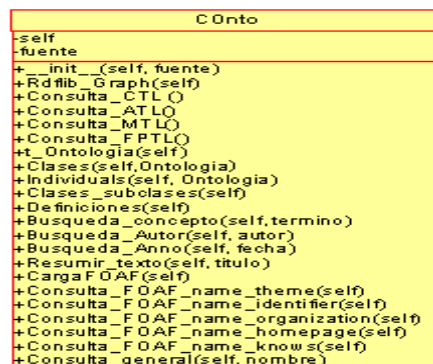 COnto
-self
-fuente
+__init__(self, fuente)
+Rdflib_Graph(self)
+Consulta_CTL ()
+Consulta_ATL()
+Consulta_MTL()
+Consulta_FPTL()
+t_Ontologia(self)
+Clases(self,Ontologia)
+Individuals(self, Ontologia)
+Clases_subclases(self)
+Definiciones(self)
+Busqueda_concepto(self,termino)
+Busqueda_Autor(self, autor)
+Busqueda_Anno(self, fecha)
+Resumir_texto(self, titulo)
+CargaFOAF(self)
+Consulta_FOAF_name_theme(self)
+Consulta_FOAF_name_identifier(self)
+Consulta_FOAF_name_organization(self)
+Consulta_FOAF_name_homepage(self)
+Consulta_FOAF_name_knows(self)
+Consulta_general(self, nombre)